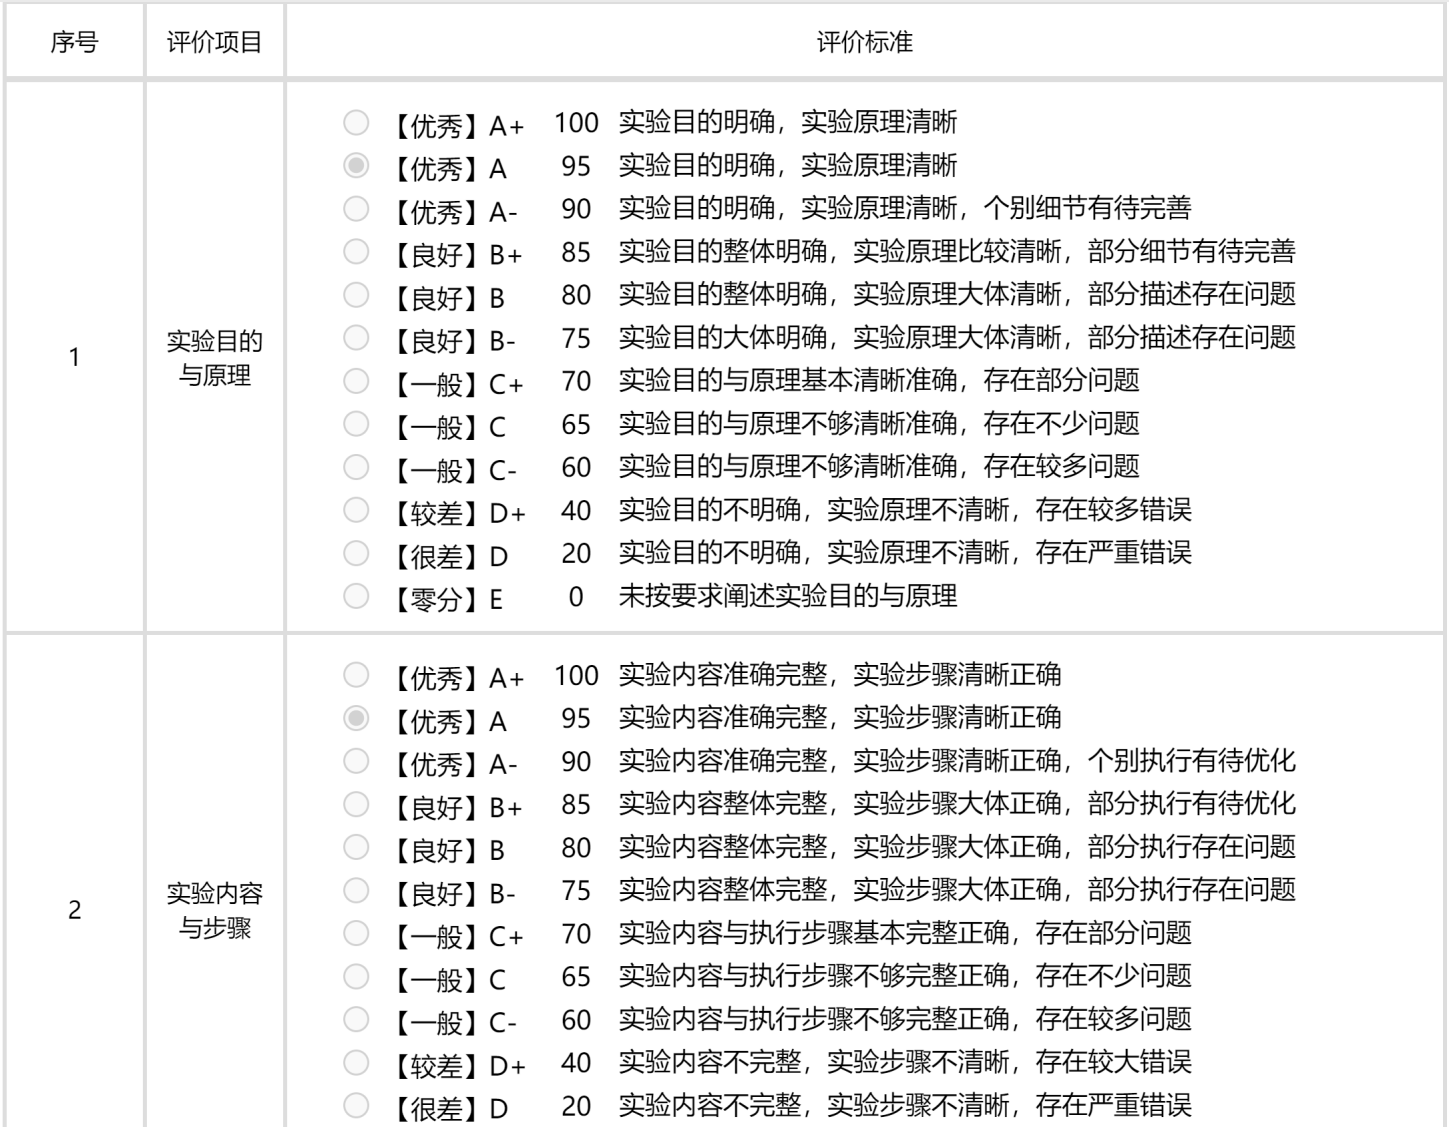 序号 评价项目 评价标准
1
实验目的
与原理
【优秀】A+ 100 实验目的明确，实验原理清晰
【优秀】A 95 实验目的明确，实验原理清晰
【优秀】A- 90 实验目的明确，实验原理清晰，个别细节有待完善
【良好】B+ 85 实验目的整体明确，实验原理比较清晰，部分细节有待完善
【良好】B 80 实验目的整体明确，实验原理大体清晰，部分描述存在问题
【良好】B- 75 实验目的大体明确，实验原理大体清晰，部分描述存在问题
【一般】C+ 70 实验目的与原理基本清晰准确，存在部分问题
【一般】C 65 实验目的与原理不够清晰准确，存在不少问题
【一般】C- 60 实验目的与原理不够清晰准确，存在较多问题
【较差】D+ 40 实验目的不明确，实验原理不清晰，存在较多错误
【很差】D 20 实验目的不明确，实验原理不清晰，存在严重错误
【零分】E 0 未按要求阐述实验目的与原理
2
实验内容
与步骤
【优秀】A+ 100 实验内容准确完整，实验步骤清晰正确
【优秀】A 95 实验内容准确完整，实验步骤清晰正确
【优秀】A- 90 实验内容准确完整，实验步骤清晰正确，个别执行有待优化
【良好】B+ 85 实验内容整体完整，实验步骤大体正确，部分执行有待优化
【良好】B 80 实验内容整体完整，实验步骤大体正确，部分执行存在问题
【良好】B- 75 实验内容整体完整，实验步骤大体正确，部分执行存在问题
【一般】C+ 70 实验内容与执行步骤基本完整正确，存在部分问题
【一般】C 65 实验内容与执行步骤不够完整正确，存在不少问题
【一般】C- 60 实验内容与执行步骤不够完整正确，存在较多问题
【较差】D+ 40 实验内容不完整，实验步骤不清晰，存在较大错误
【很差】D 20 实验内容不完整，实验步骤不清晰，存在严重错误